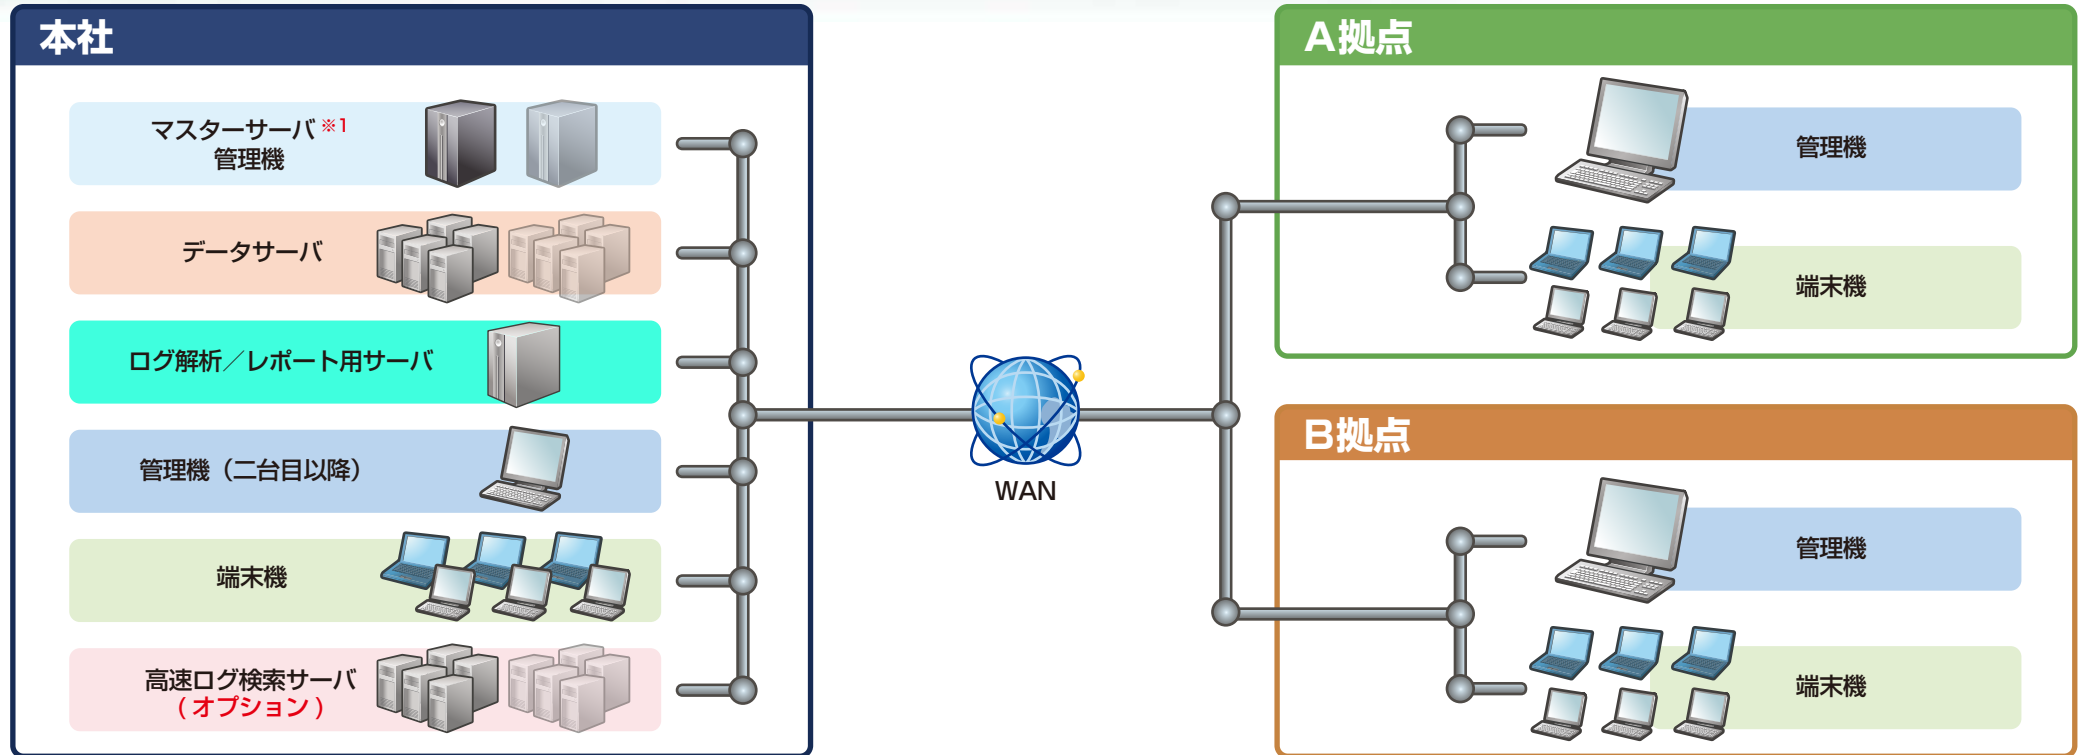 本社
マスターサーバ※1
管理機
データサーバ
ログ解析／レポート用サーバ
管理機（二台目以降）
端末機
高速ログ検索サーバ
(オプション)
WAN
A拠点
管理機
端末機
B拠点
管理機
端末機